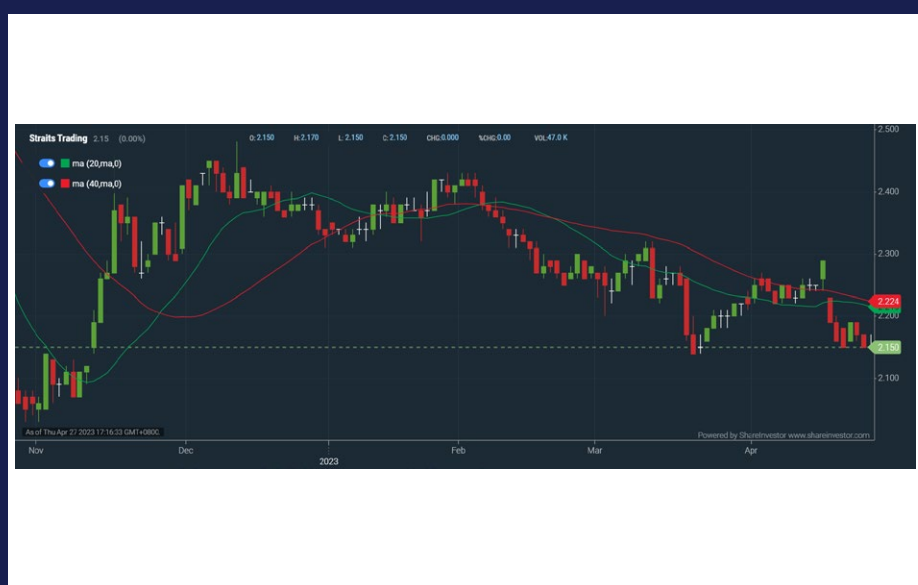 2.500
Straits Trading 2.15 (0.00%) O:2.150 H:2.170 L: 2.150 C:2.150 CHG:0.000 %CHG:0.00 VOL:47.0 K
ma (20,ma,0)
ma (40,ma,0)
2.400
2.300
2.224
2.200
2.150
2.100
As of Thu Apr 27 2023 17:16:33 GMT+0800.
Powered by ShareInvestor www.shareinvestor.com
Nov Dec Feb Mar Apr
2023